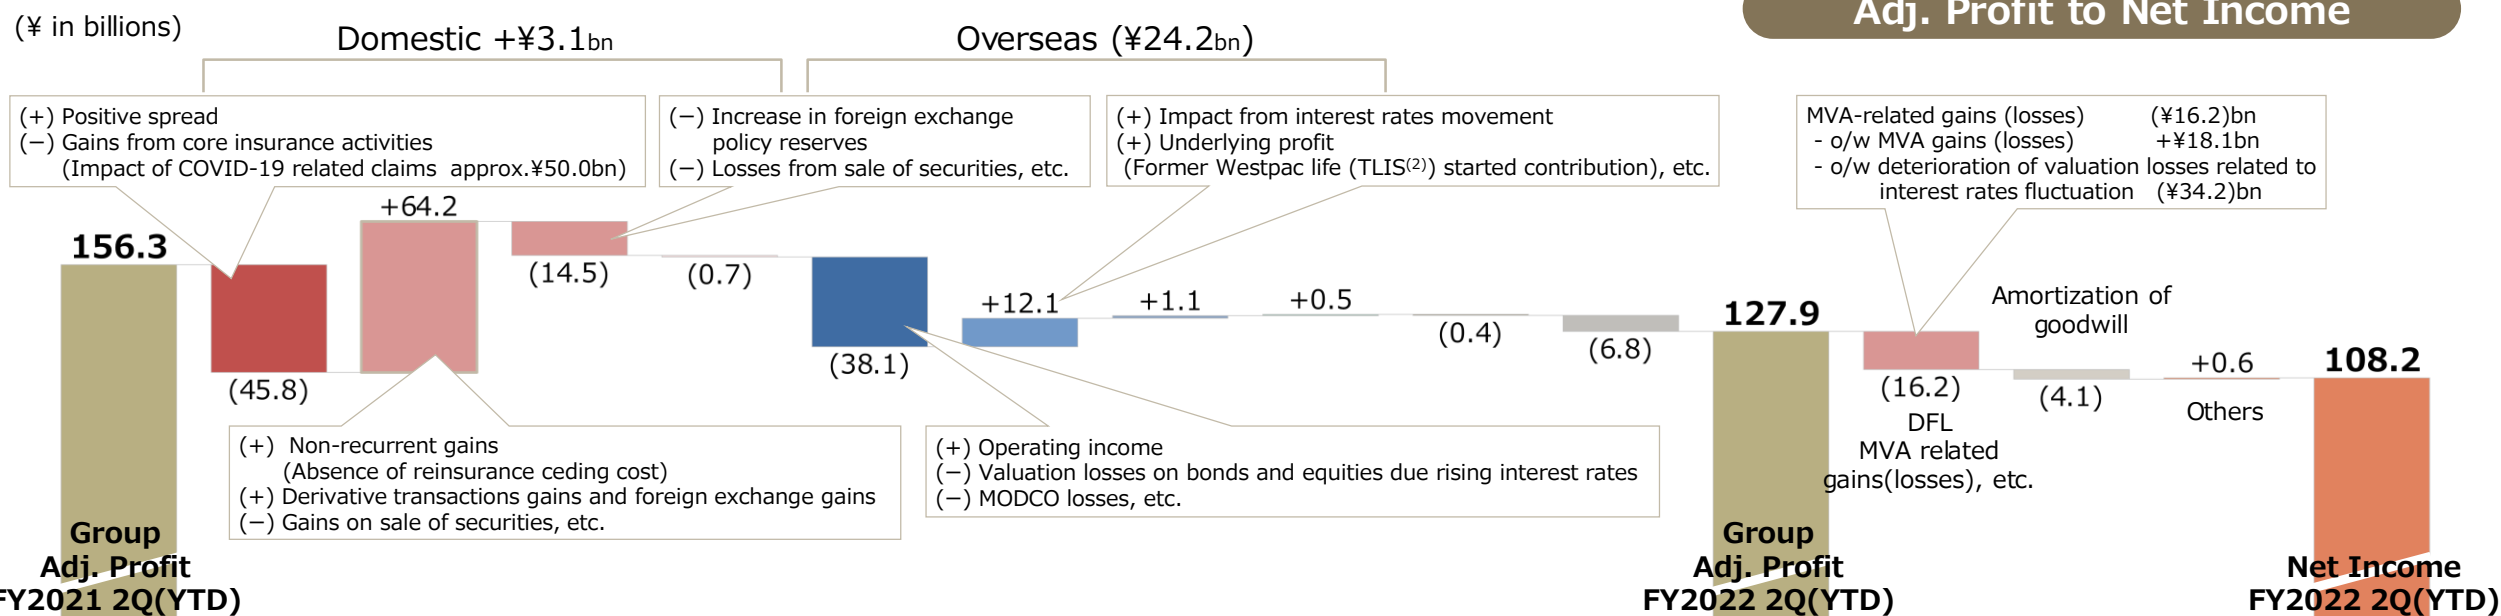 (¥ in billions)
Domestic +¥3.1bn
Overseas (¥24.2bn)
Adj. Profit to Net Income
(+) Positive spread
(−) Gains from core insurance activities
(Impact of COVID-19 related claims approx.¥50.0bn)
(−) Increase in foreign exchange
policy reserves
(−) Losses from sale of securities, etc.
(+) Impact from interest rates movement
(+) Underlying profit
(Former Westpac life (TLIS(2)) started contribution), etc.
MVA-related gains (losses) (¥16.2)bn
- o/w MVA gains (losses) +¥18.1bn
- o/w deterioration of valuation losses related to
interest rates fluctuation (¥34.2)bn
156.3
(45.8)
+64.2
(14.5)
(0.7)
(38.1)
+12.1
+1.1
+0.5
(0.4)
(6.8)
127.9
(16.2)
DFL
MVA related
gains(losses), etc.
Amortization of
goodwill
(4.1)
+0.6
Others
108.2
(+) Non-recurrent gains
(Absence of reinsurance ceding cost)
(+) Derivative transactions gains and foreign exchange gains
(−) Gains on sale of securities, etc.
(+) Operating income
(−) Valuation losses on bonds and equities due rising interest rates
(−) MODCO losses, etc.
Group
Adj. Profit
FY2021 2Q(YTD)
Group
Adj. Profit
FY2022 2Q(YTD)
Net Income
FY2022 2Q(YTD)